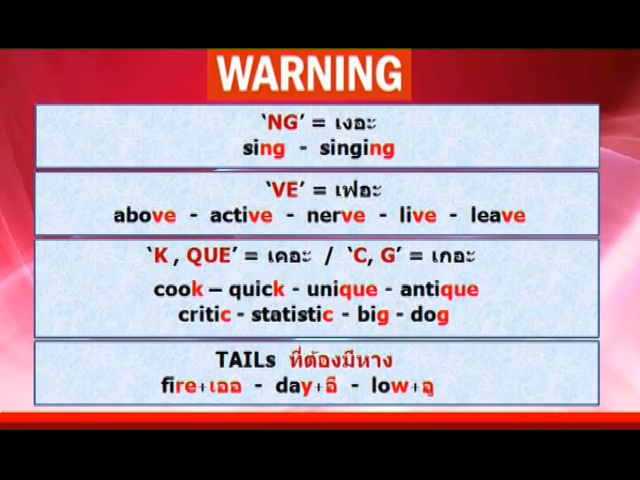 WARNING
‘NG’ = เงอะ
sing - singing
‘VE’ = เฟอะ
above - active - nerve - live - leave
‘K , QUE’ = เคอะ / ‘C, G’ = เกอะ
cook – quick - unique - antique
critic - statistic - big - dog
TAILs ที่ต้องมีหาง
fire+เออ - day+อี - low+อู